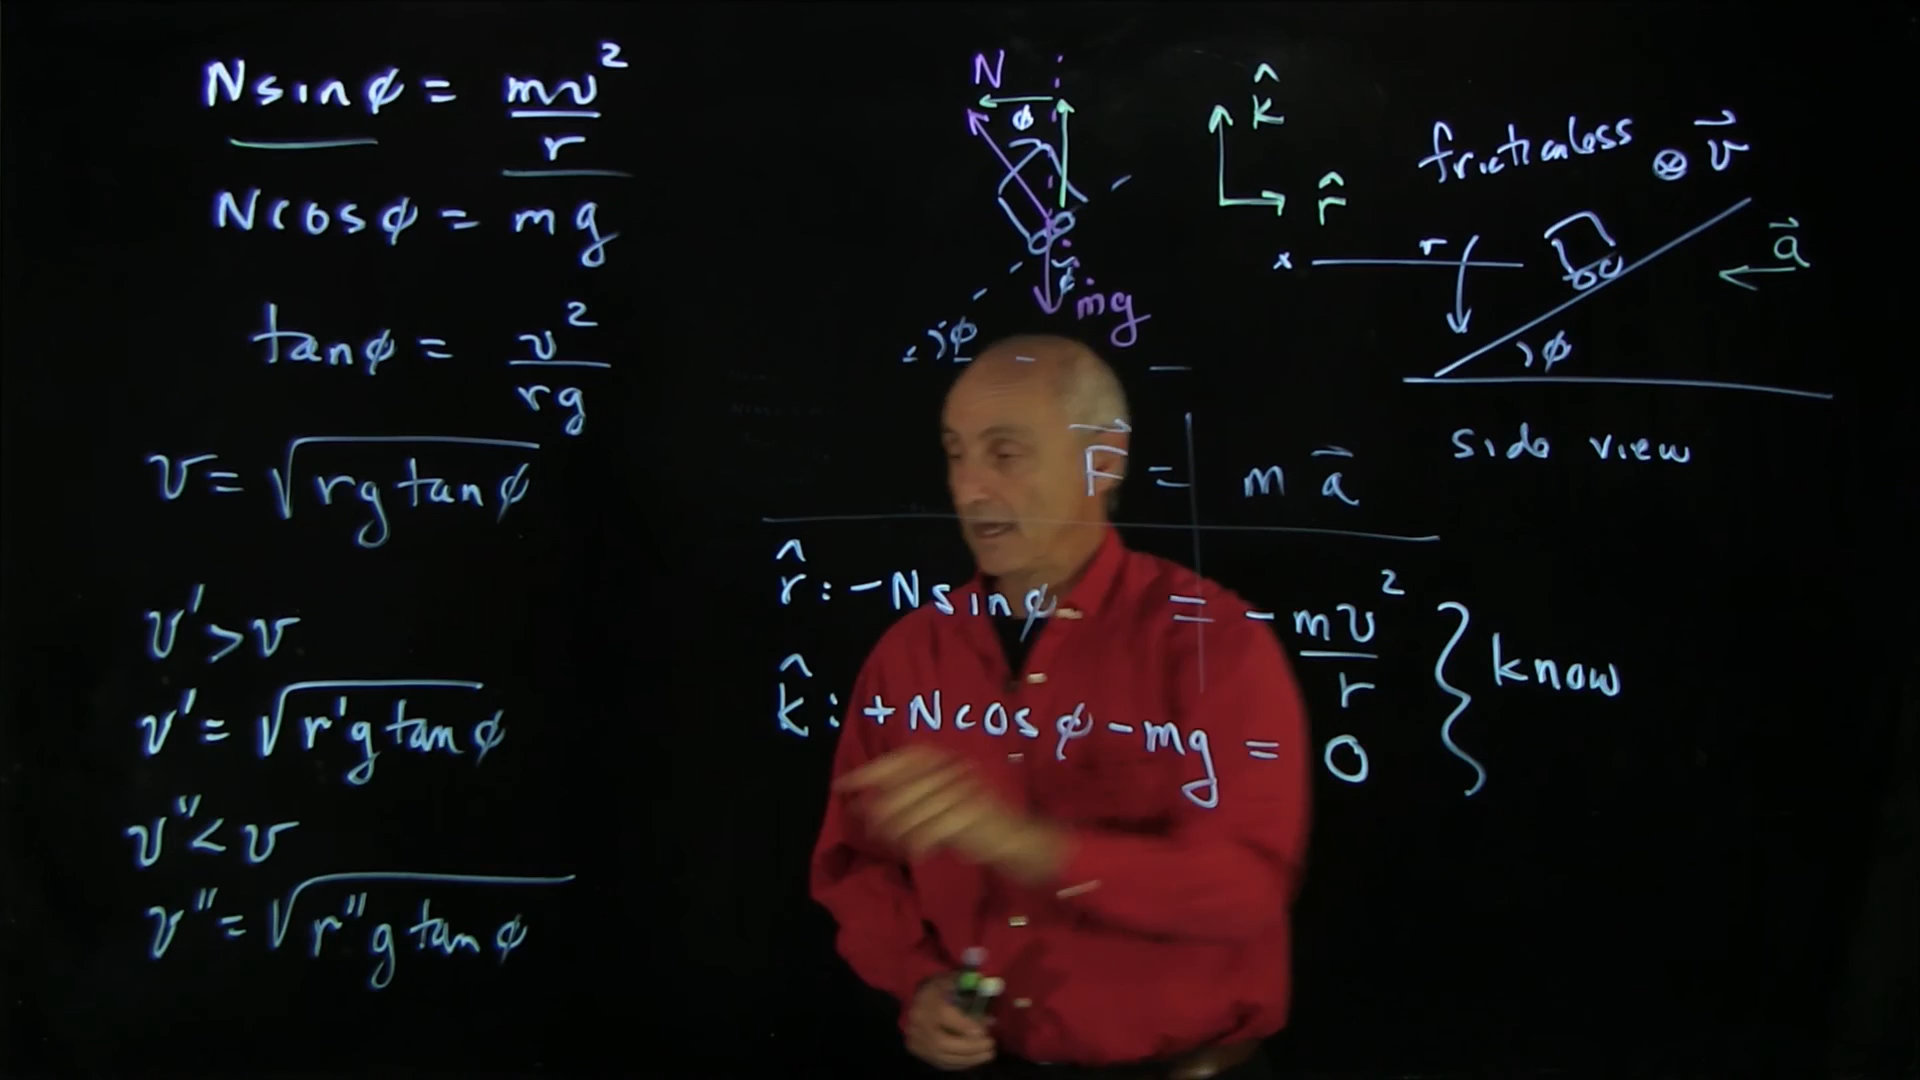 N sin ϕ = mv²/r
N cos ϕ = mg
tan ϕ = v²/rg
v = √(rg tan ϕ)
v' > v
v' = √(r'g tan ϕ)
v'' < v
v'' = √(r''g tan ϕ)
N
ϕ
ϕ
mg
ϕ
k̂
r̂
frictionless ⊗ v⃗
x r
a⃗
ϕ
side view
F⃗ = m a⃗
r̂: -N sin ϕ = -mv²/r
k̂: +N cos ϕ - mg = 0
} know